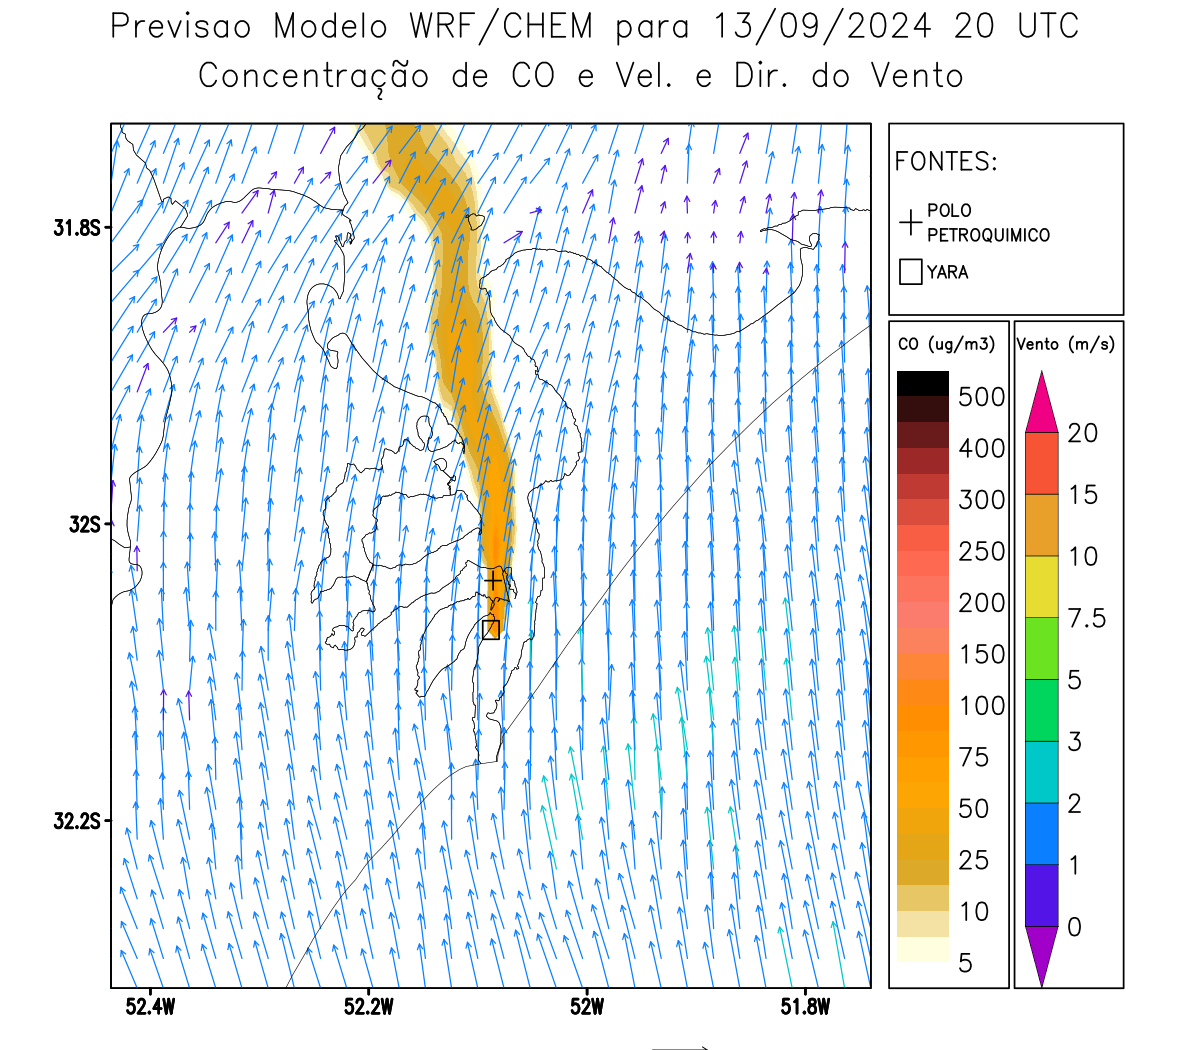 Previsao Modelo WRF/CHEM para 13/09/2024 20 UTC
Concentração de CO e Vel. e Dir. do Vento
FONTES:
POLO
PETROQUIMICO
YARA
CO (ug/m3)
500
400
300
250
200
150
100
75
50
25
10
5
Vento (m/s)
20
15
10
7.5
5
3
2
1
0
31.8S
32S
32.2S
52.4W
52.2W
52W
51.8W